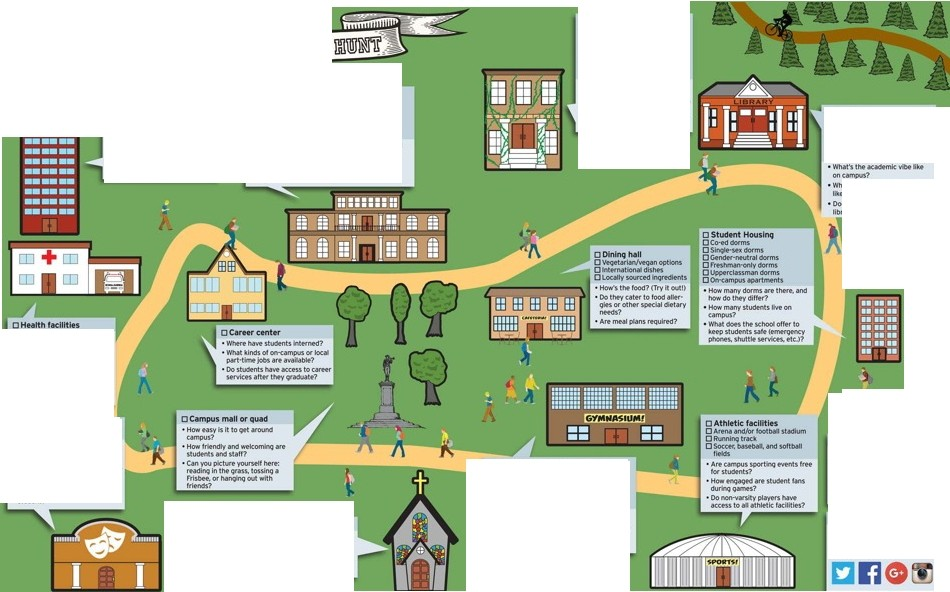 HUNT
LIBRARY
What's the academic vibe like
on campus?
☐ Student Housing
☐ Co-ed dorms
☐ Single-sex dorms
☐ Gender-neutral dorms
☐ Freshman-only dorms
☐ Upperclassman dorms
☐ On-campus apartments
• How many dorms are there, and
how do they differ?
• How many students live on
campus?
• What does the school offer to
keep students safe (emergency
phones, shuttle services, etc.)?
☐ Dining hall
☐ Vegetarian/vegan options
☐ International dishes
☐ Locally sourced ingredients
• How's the food? (Try it out!)
• Do they cater to food aller-
gies or other special dietary
needs?
• Are meal plans required?
CAFETERIA!
☐ Health facilities
☐ Career center
• Where have students interned?
• What kinds of on-campus or local
part-time jobs are available?
• Do students have access to career
services after they graduate?
☐ Campus mall or quad
• How easy is it to get around
campus?
• How friendly and welcoming are
students and staff?
• Can you picture yourself here:
reading in the grass, tossing a
Frisbee, or hanging out with
friends?
GYMNASIUM!
☐ Athletic facilities
☐ Arena and/or football stadium
☐ Running track
☐ Soccer, baseball, and softball
fields
• Are campus sporting events free
for students?
• How engaged are student fans
during games?
• Do non-varsity players have
access to all athletic facilities?
SPORTS!